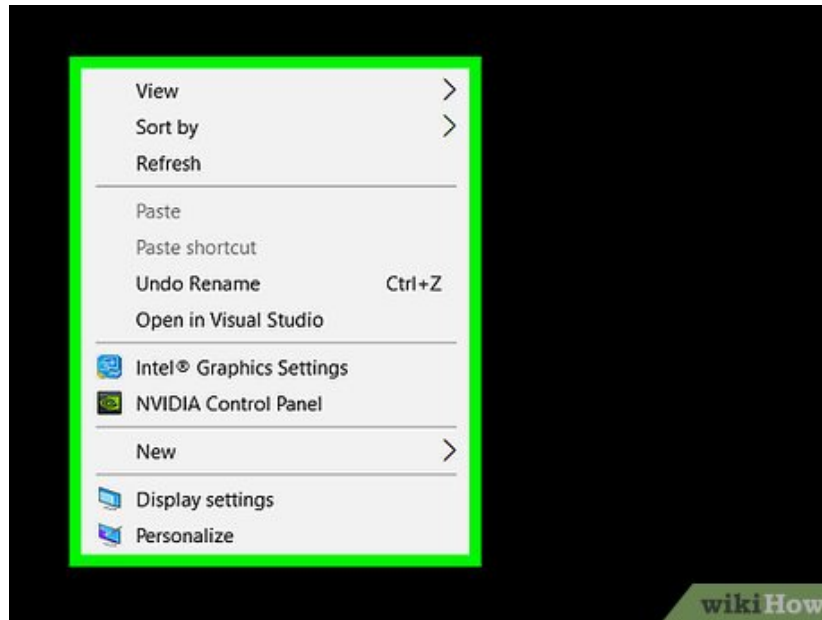 View
Sort by
Refresh
Paste
Paste shortcut
Undo Rename Ctrl+Z
Open in Visual Studio
Intel® Graphics Settings
NVIDIA Control Panel
New
Display settings
Personalize
wikiHow